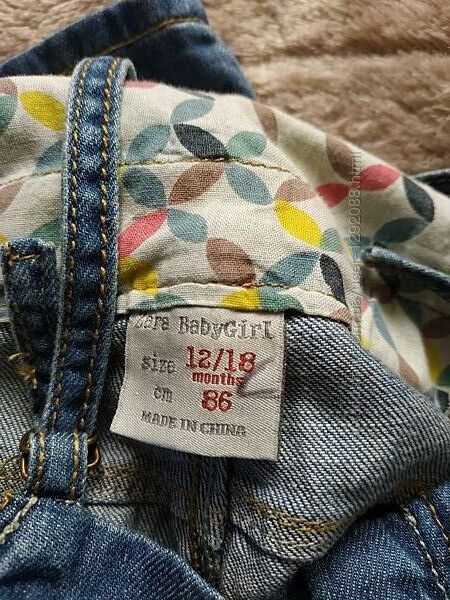 Zara BabyGirl
size 12/18
months
cm 86
MADE IN CHINA